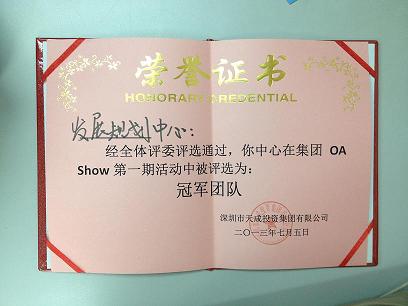 荣誉证书
HONORARY CREDENTIAL
发展规划中心：
经全体评委评选通过，你中心在集团 OA
Show 第一期活动中被评选为：
冠军团队
深圳市天成投资集团有限公司
二〇一三年七月五日